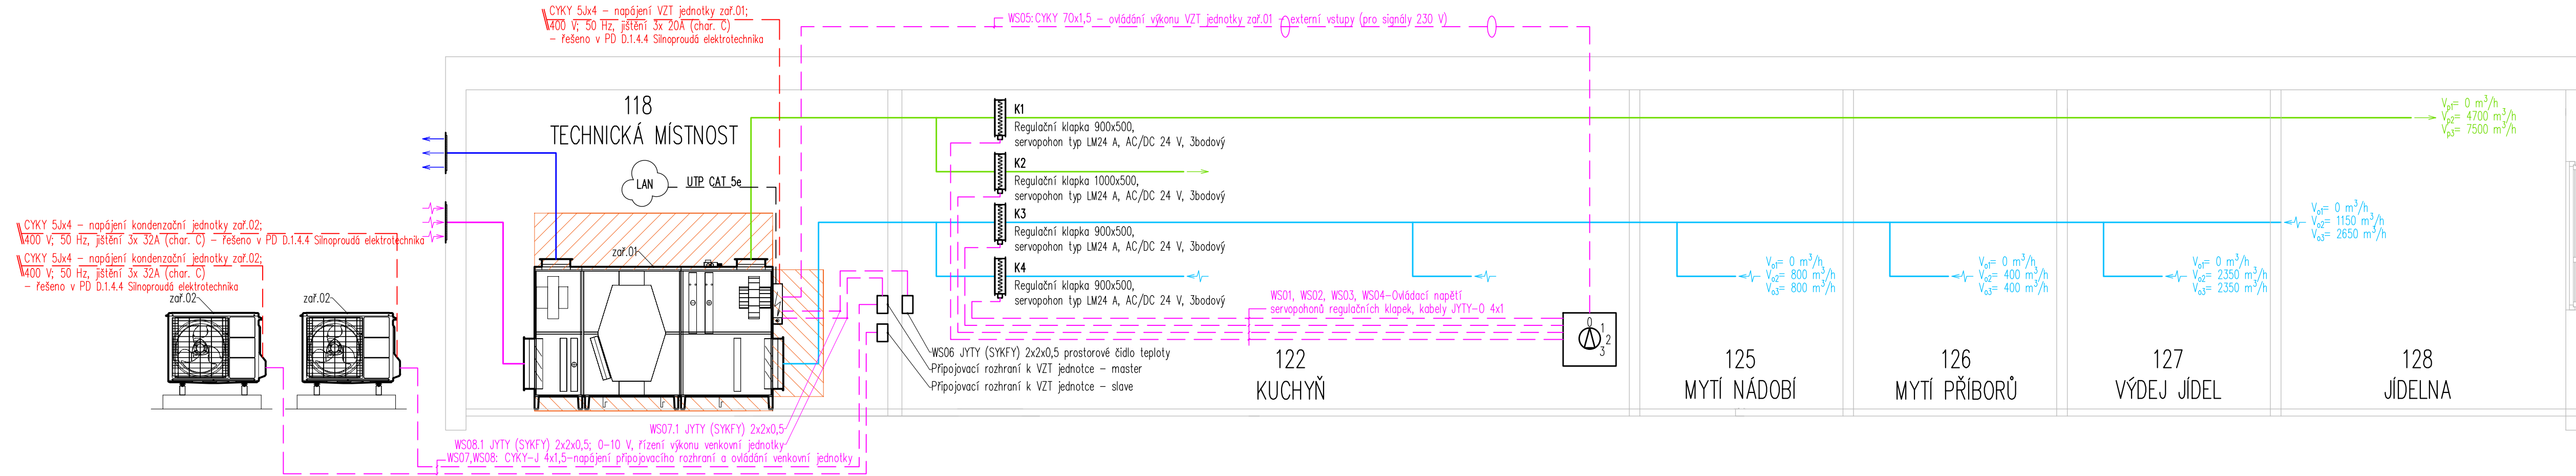 CYKY 5Jx4 – napájení VZT jednotky zař.01;
400 V; 50 Hz, jištění 3x 20A (char. C)
– řešeno v PD D.1.4.4 Silnoproudá elektrotechnika
WS05: CYKY 70x1,5 – ovládání výkonu VZT jednotky zař.01 – externí vstupy (pro signály 230 V)
118
TECHNICKÁ MÍSTNOST
LAN
UTP CAT 5e
K1
Regulační klapka 900x500,
servopohon typ LM24 A, AC/DC 24 V, 3bodový
K2
Regulační klapka 1000x500,
servopohon typ LM24 A, AC/DC 24 V, 3bodový
K3
Regulační klapka 900x500,
servopohon typ LM24 A, AC/DC 24 V, 3bodový
K4
Regulační klapka 900x500,
servopohon typ LM24 A, AC/DC 24 V, 3bodový
Vp1= 0 m³/h
Vp2= 4700 m³/h
Vp3= 7500 m³/h
Vo1= 0 m³/h
Vo2= 1150 m³/h
Vo3= 2650 m³/h
Vo1= 0 m³/h
Vo2= 800 m³/h
Vo3= 800 m³/h
Vo1= 0 m³/h
Vo2= 400 m³/h
Vo3= 400 m³/h
Vo1= 0 m³/h
Vo2= 2350 m³/h
Vo3= 2350 m³/h
CYKY 5Jx4 – napájení kondenzační jednotky zař.02;
400 V; 50 Hz, jištění 3x 32A (char. C) – řešeno v PD D.1.4.4 Silnoproudá elektrotechnika
CYKY 5Jx4 – napájení kondenzační jednotky zař.02;
400 V; 50 Hz, jištění 3x 32A (char. C)
– řešeno v PD D.1.4.4 Silnoproudá elektrotechnika
zař.02
zař.02
zař.01
WS01, WS02, WS03, WS04–Ovládací napětí
servopohonů regulačních klapek, kabely JYTY–O 4x1
0
1
2
3
WS06 JYTY (SYKFY) 2x2x0,5 prostorové čidlo teploty
Připojovací rozhraní k VZT jednotce – master
Připojovací rozhraní k VZT jednotce – slave
122
KUCHYŇ
125
MYTÍ NÁDOBÍ
126
MYTÍ PŘÍBORŮ
127
VÝDEJ JÍDEL
128
JÍDELNA
WS07.1 JYTY (SYKFY) 2x2x0,5
WS08.1 JYTY (SYKFY) 2x2x0,5; 0–10 V, řízení výkonu venkovní jednotky
WS07,WS08: CYKY–J 4x1,5–napájení připojovacího rozhraní a ovládání venkovní jednotky